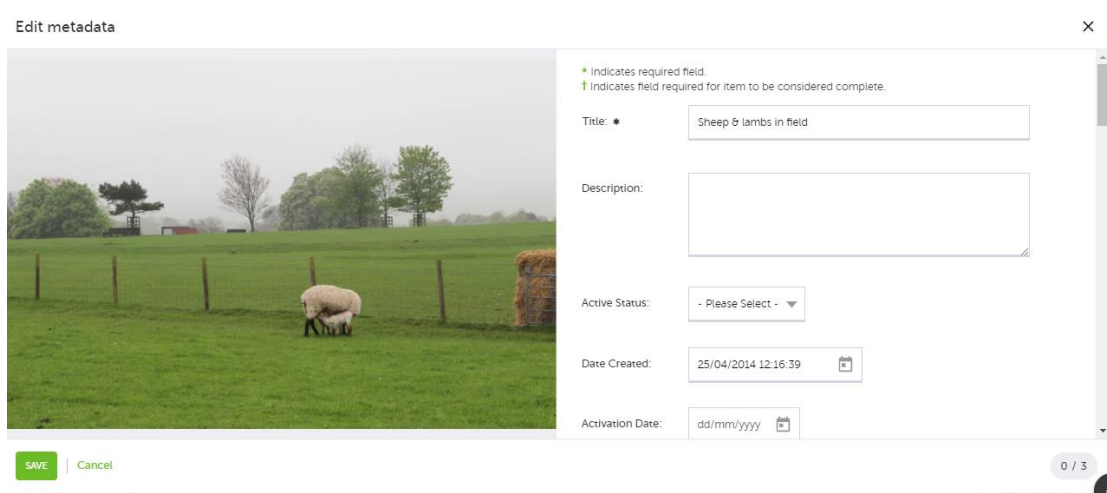 Edit metadata
* Indicates required field.
† Indicates field required for item to be considered complete.
Title: *
Sheep & lambs in field
Description:
Active Status:
- Please Select -
Date Created:
25/04/2014 12:16:39
Activation Date:
dd/mm/yyyy
SAVE
Cancel
0 / 3